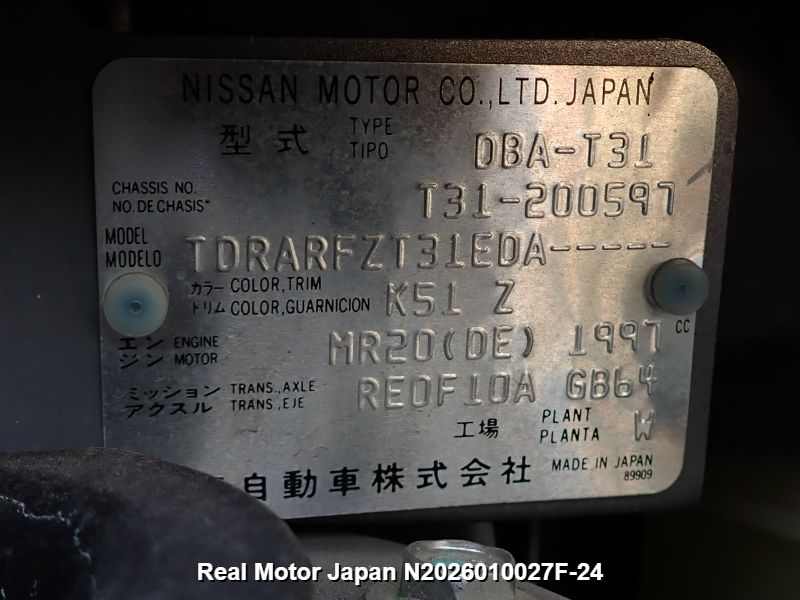 NISSAN MOTOR CO.,LTD. JAPAN
型式 TYPE TIPO DBA-T31
CHASSIS NO. NO. DE CHASIS* T31-200597
MODEL MODELO TDRARFZT31EDA-----
カラー COLOR,TRIM
トリム COLOR,GUARNICION K51 Z
エンジン ENGINE MOTOR MR20(DE) 1997 CC
ミッション TRANS.,AXLE
アクスル TRANS.,EJE RE0F10A GB64
工場 PLANT PLANTA W
自動車株式会社 MADE IN JAPAN
89909
Real Motor Japan N2026010027F-24